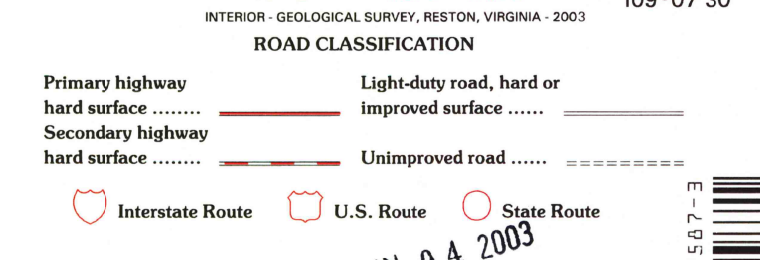 INTERIOR - GEOLOGICAL SURVEY, RESTON, VIRGINIA - 2003
ROAD CLASSIFICATION
Primary highway
hard surface ........
Secondary highway
hard surface ........
Light-duty road, hard or
improved surface ......
Unimproved road ......
Interstate Route
U.S. Route
State Route
04 2003